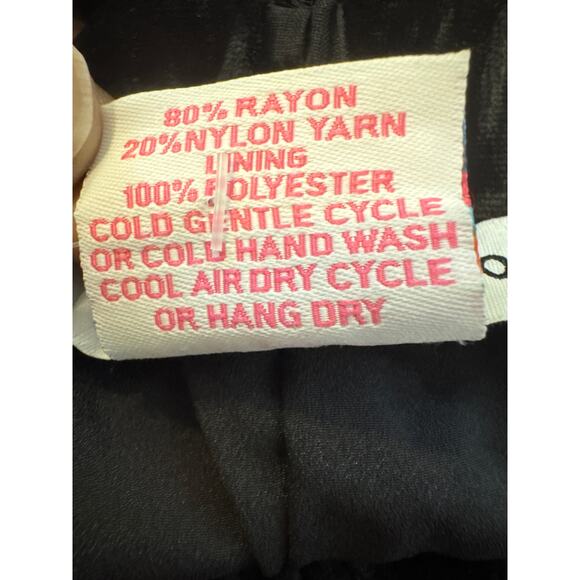 80% RAYON
20% NYLON YARN
LINING
100% POLYESTER
COLD GENTLE CYCLE
OR COLD HAND WASH
COOL AIR DRY CYCLE
OR HANG DRY